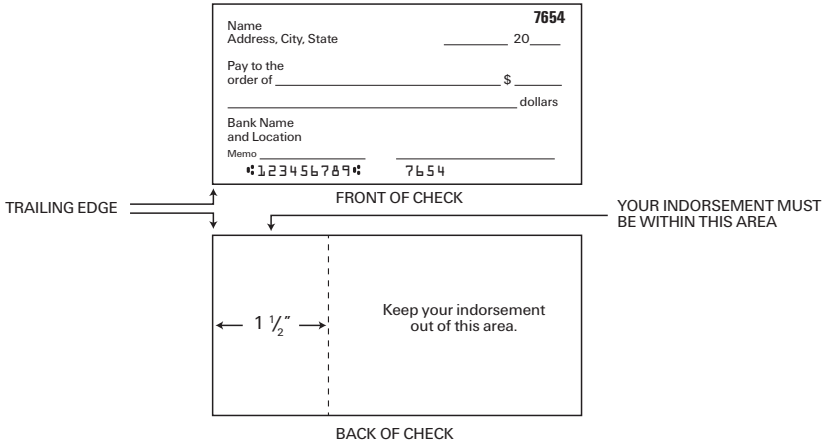 7654
Name
Address, City, State
20
Pay to the
order of $
dollars
Bank Name
and Location
Memo
⑆123456789⑆ 7654
FRONT OF CHECK
TRAILING EDGE
YOUR INDORSEMENT MUST
BE WITHIN THIS AREA
1 1/2"
Keep your indorsement
out of this area.
BACK OF CHECK